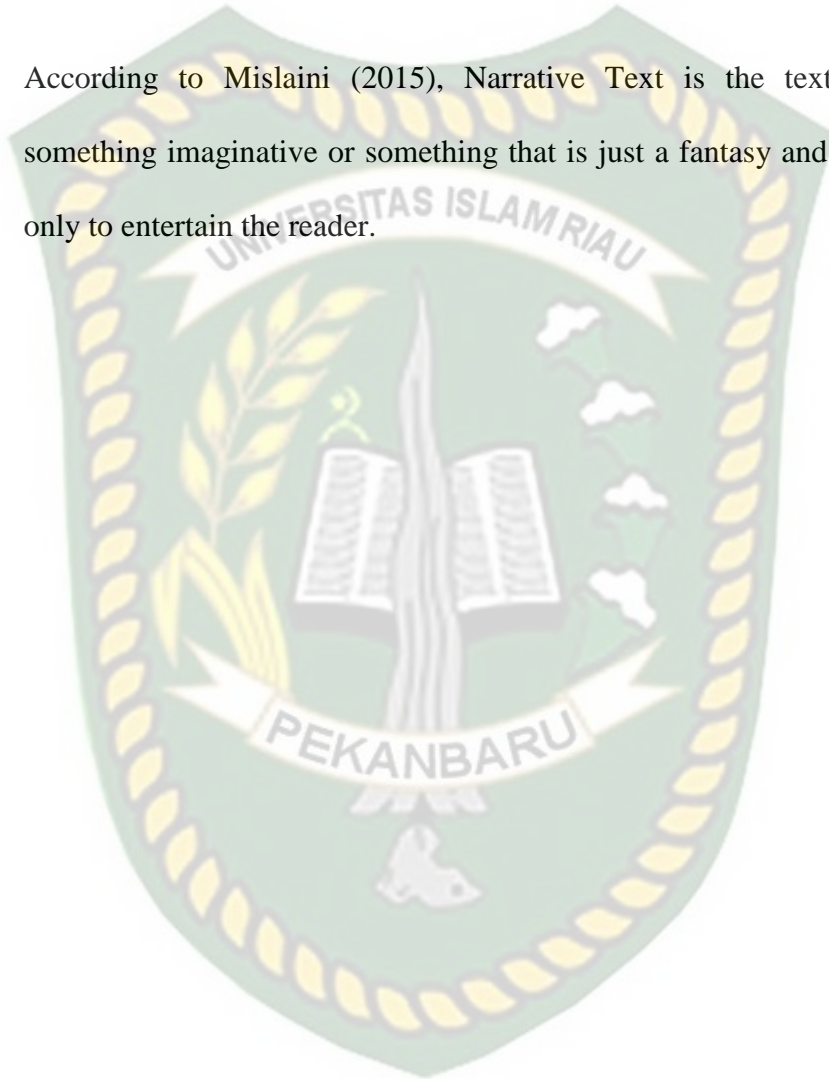 According to Mislaini (2015), Narrative Text is the text
something imaginative or something that is just a fantasy and
only to entertain the reader.
UNIVERSITAS ISLAM RIAU
PEKANBARU